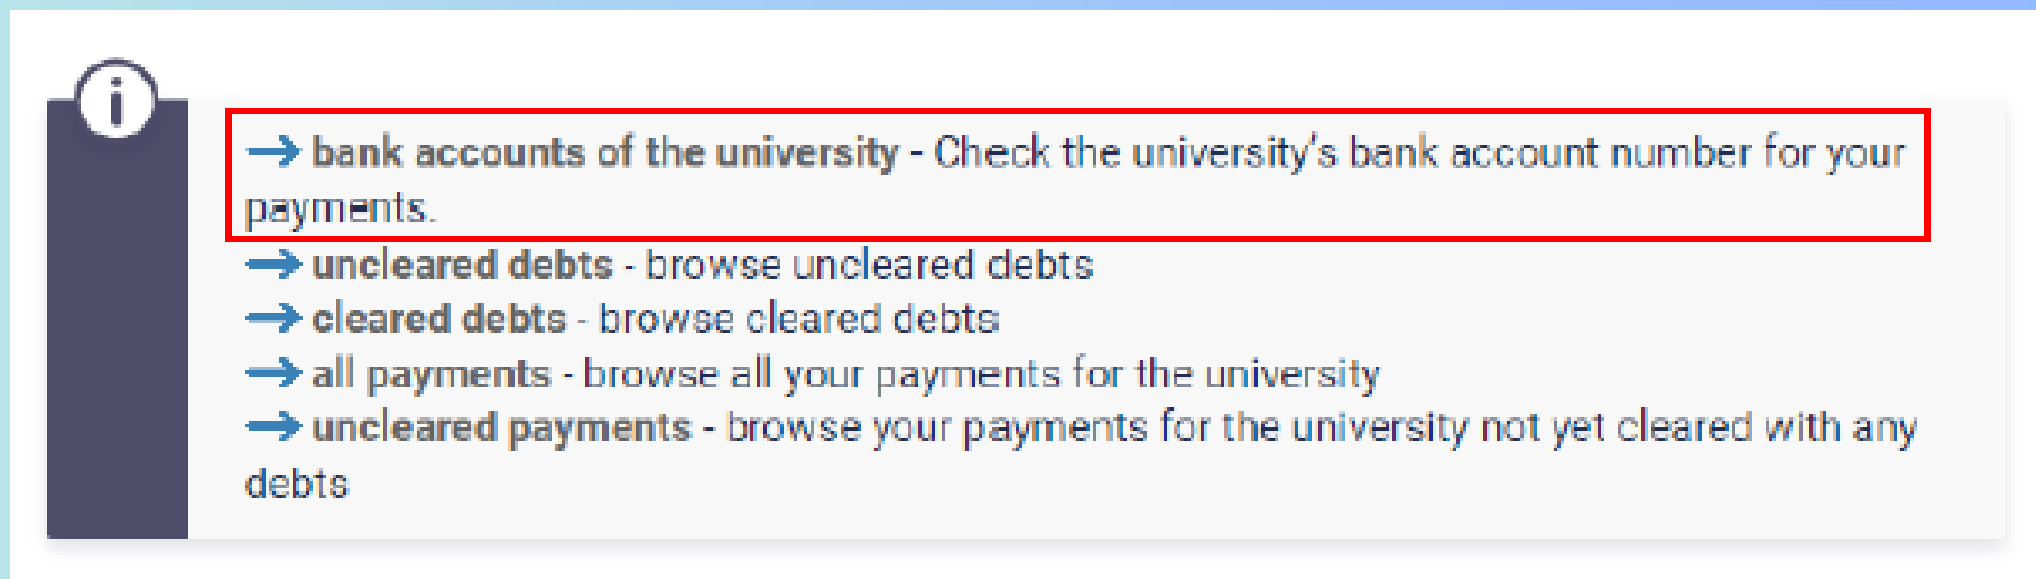 i
→ bank accounts of the university - Check the university's bank account number for your
payments.
→ uncleared debts - browse uncleared debts
→ cleared debts - browse cleared debts
→ all payments - browse all your payments for the university
→ uncleared payments - browse your payments for the university not yet cleared with any
debts